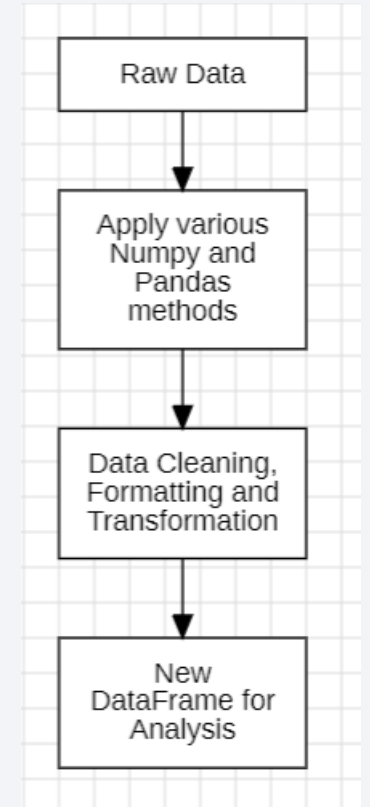 Raw Data
Apply various
Numpy and
Pandas
methods
Data Cleaning,
Formatting and
Transformation
New
DataFrame for
Analysis